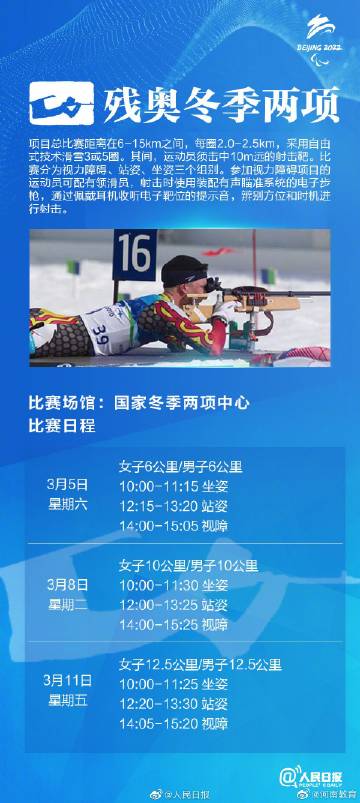 BEIJING 2022
残奥冬季两项
项目总比赛距离在6-15km之间，每圈2.0-2.5km，采用自由
式技术滑雪3或5圈。其间，运动员须击中10m远的射击靶。比
赛分为视力障碍、站姿、坐姿三个组别。参加视力障碍项目的
运动员可配有领滑员，射击时使用装配有声瞄准系统的电子步
枪，通过佩戴耳机收听电子靶位的提示音，辨别方位和时机进
行射击。
16
39
比赛场馆：国家冬季两项中心
比赛日程
3月5日
星期六
女子6公里/男子6公里
10:00-11:15 坐姿
12:15-13:20 站姿
14:00-15:05 视障
3月8日
星期二
女子10公里/男子10公里
10:00-11:30 坐姿
12:00-13:25 站姿
14:00-15:25 视障
3月11日
星期五
女子12.5公里/男子12.5公里
10:00-11:25 坐姿
12:20-13:30 站姿
14:05-15:20 视障
@人民日报
PEOPLE'S DAILY
@人民日报
@河南教育